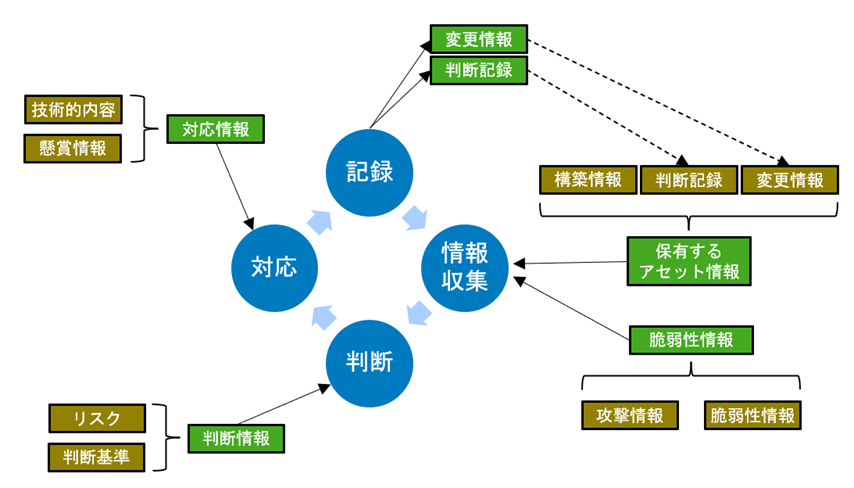 変更情報
判断記録
技術的内容
懸賞情報
対応情報
記録
構築情報
判断記録
変更情報
対応
情報
収集
保有する
アセット情報
脆弱性情報
判断
リスク
判断基準
判断情報
攻撃情報
脆弱性情報